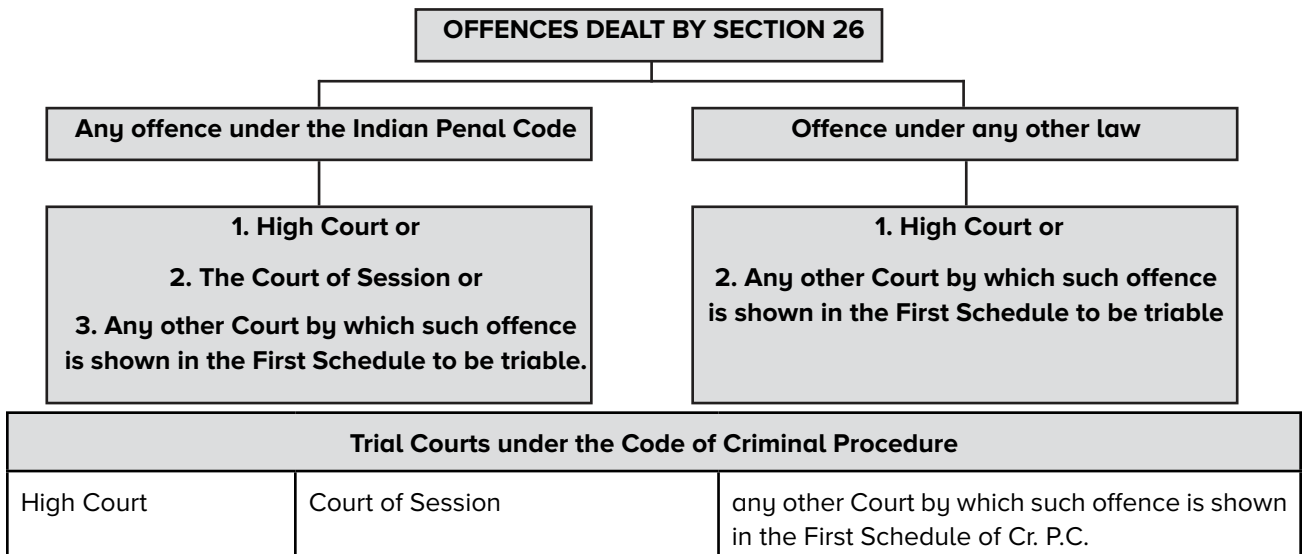 OFFENCES DEALT BY SECTION 26
Any offence under the Indian Penal Code
Offence under any other law
1. High Court or
2. The Court of Session or
3. Any other Court by which such offence
is shown in the First Schedule to be triable.
1. High Court or
2. Any other Court by which such offence
is shown in the First Schedule to be triable
Trial Courts under the Code of Criminal Procedure
High Court
Court of Session
any other Court by which such offence is shown
in the First Schedule of Cr. P.C.